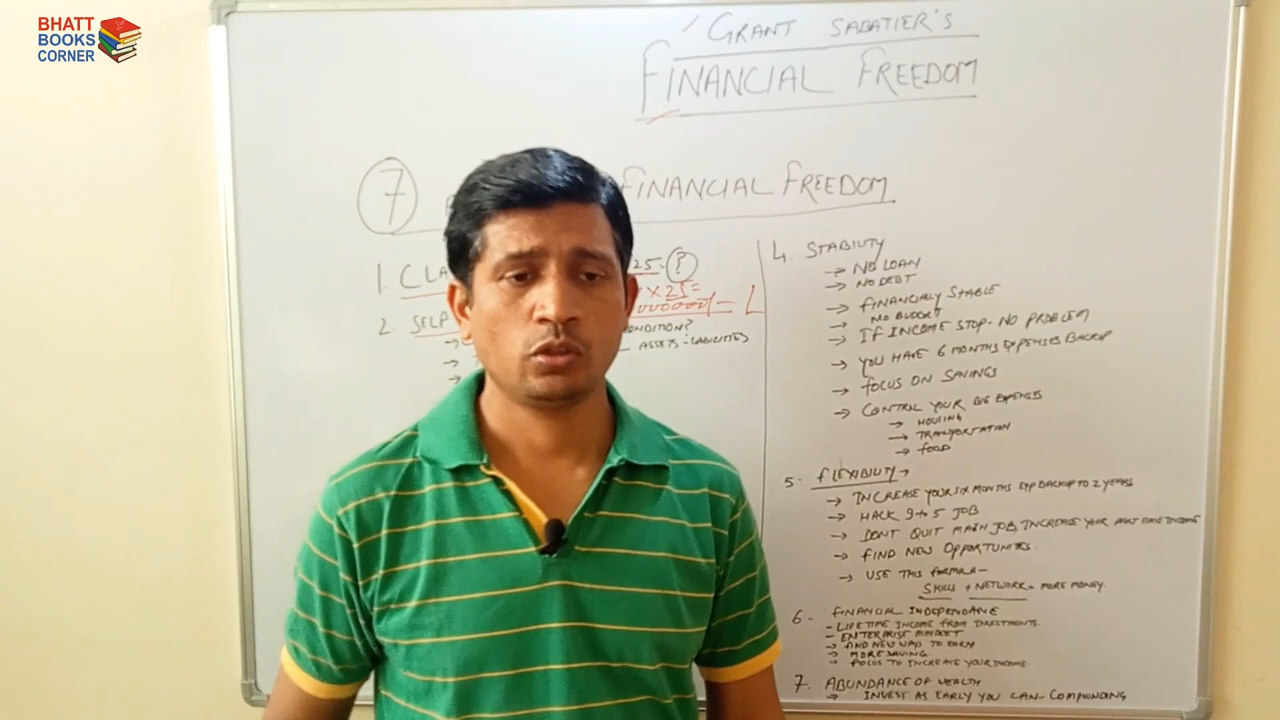 BHATT
BOOKS
CORNER
GRANT SABATIER'S
FINANCIAL FREEDOM
7 FINANCIAL FREEDOM
1. CLA
25 = ?
× 25 =
2. SELF
CONDITION?
ASSETS - LIABILITIES
4. STABILITY
→ NO LOAN
→ NO DEBT
→ FINANCIALLY STABLE
→ NO BUDGET
→ IF INCOME STOP - NO PROBLEM
→ YOU HAVE 6 MONTHS EXPENSES BACKUP
→ FOCUS ON SAVINGS
→ CONTROL YOUR BIG EXPENSES
→ HOUSING
→ TRANSPORTATION
→ FOOD
5. FLEXIBILITY →
→ INCREASE YOUR SIX MONTHS EXP BACKUP TO 2 YEARS
→ HACK 9 to 5 JOB
→ DONT QUIT MAIN JOB, INCREASE YOUR PART TIME INCOME
→ FIND NEW OPPORTUNITES.
→ USE THIS FORMULA -
SKILLS + NETWORK = MORE MONEY.
6. FINANCIAL INDEPENDANE
- LIFETIME INCOME FROM INVESTMENTS.
- ENTERPRISE MINDSET
→ FIND NEW WAYS TO EARN
→ MORE SAVING.
→ FOCUS TO INCREASE YOUR INCOME
7. ABUNDANCE OF WEALTH
→ INVEST AS EARLY YOU CAN - COMPOUNDING